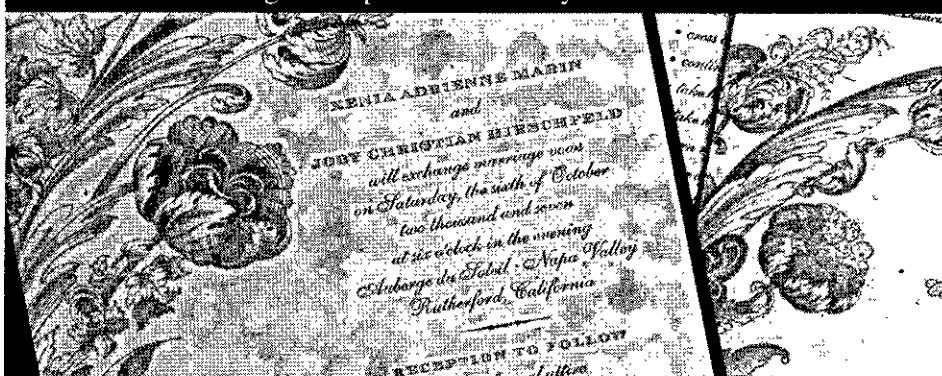 XENIA ADRIENNE MARIN
and
JOBY CHRISTIAN HIRSCHFELD
will exchange marriage vows
on Saturday, the sixth of October
two thousand and seven
at six o'clock in the evening
Auberge du Soleil - Napa Valley
Rutherford, California
RECEPTION TO FOLLOW